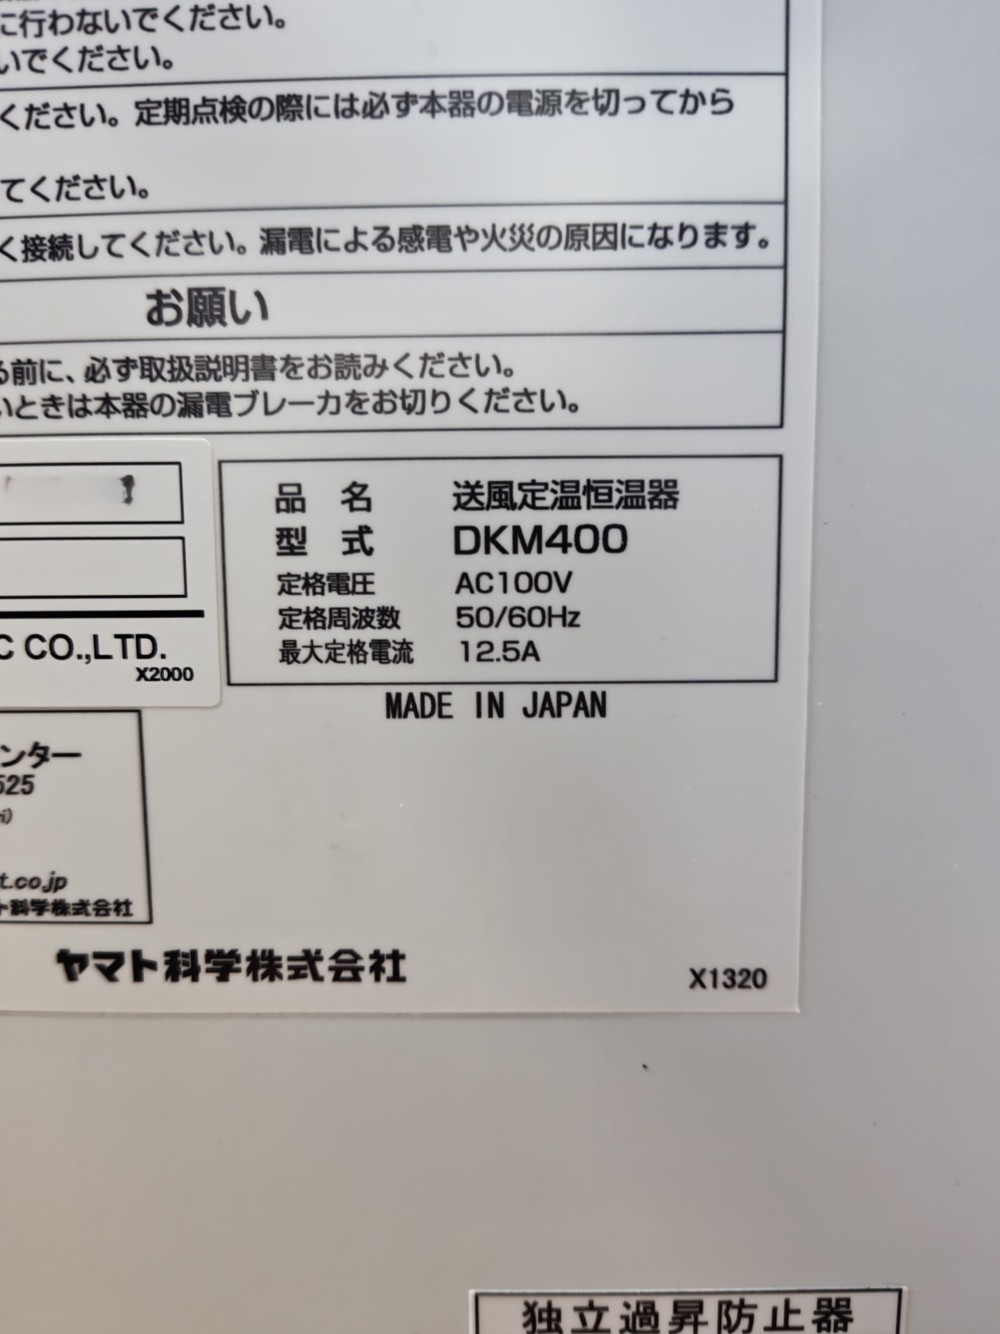 に行わないでください。
いでください。
ください。定期点検の際には必ず本器の電源を切ってから
てください。
く接続してください。漏電による感電や火災の原因になります。
お願い
る前に、必ず取扱説明書をお読みください。
いときは本器の漏電ブレーカをお切りください。
品 名 送風定温恒温器
型 式 DKM400
定格電圧 AC100V
定格周波数 50/60Hz
最大定格電流 12.5A
MADE IN JAPAN
C CO.,LTD.
X2000
ンター
525
t.co.jp
ト科学株式会社
ヤマト科学株式会社
X1320
独立過昇防止器